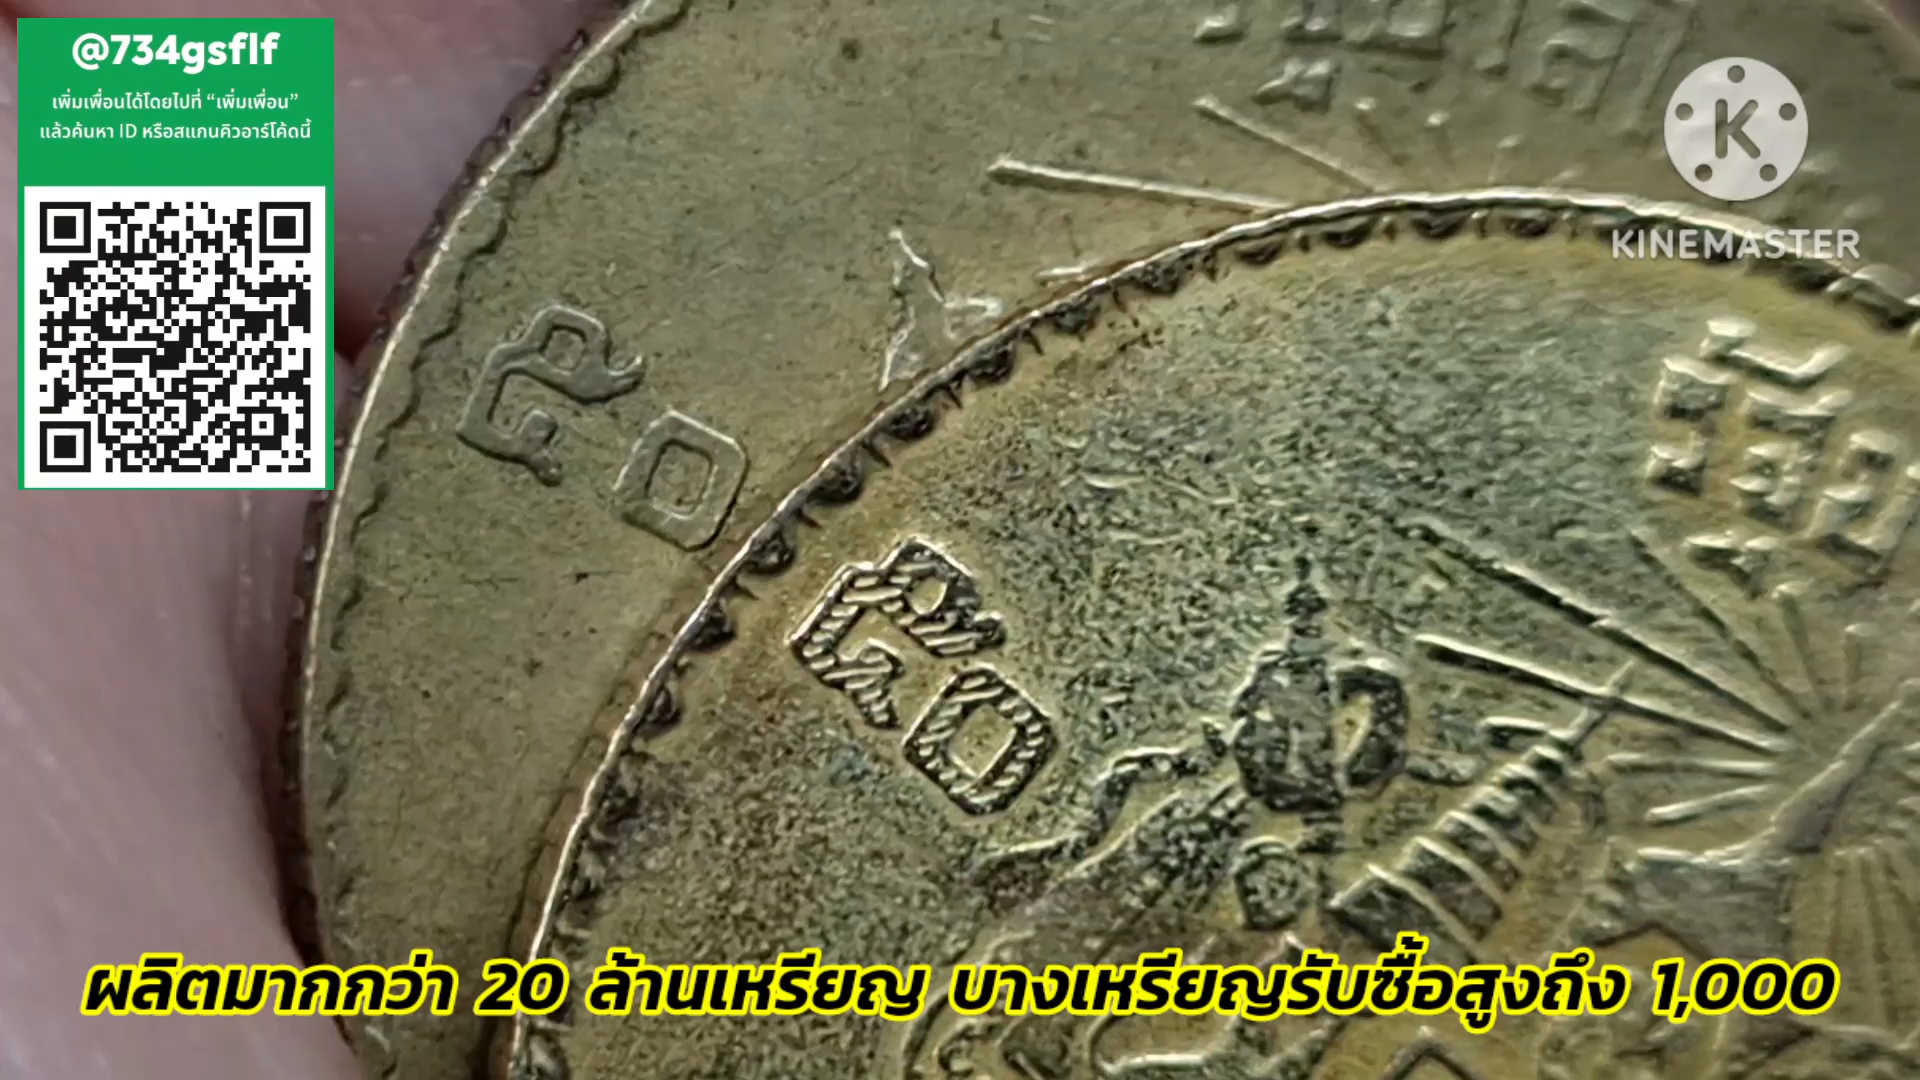 @734gsflf
เพิ่มเพื่อนได้โดยไปที่ “เพิ่มเพื่อน”
แล้วค้นหา ID หรือสแกนคิวอาร์โค้ดนี้
K
KINEMASTER
๕๐
ผลิตมากกว่า 20 ล้านเหรียญ บางเหรียญรับซื้อสูงถึง 1,000